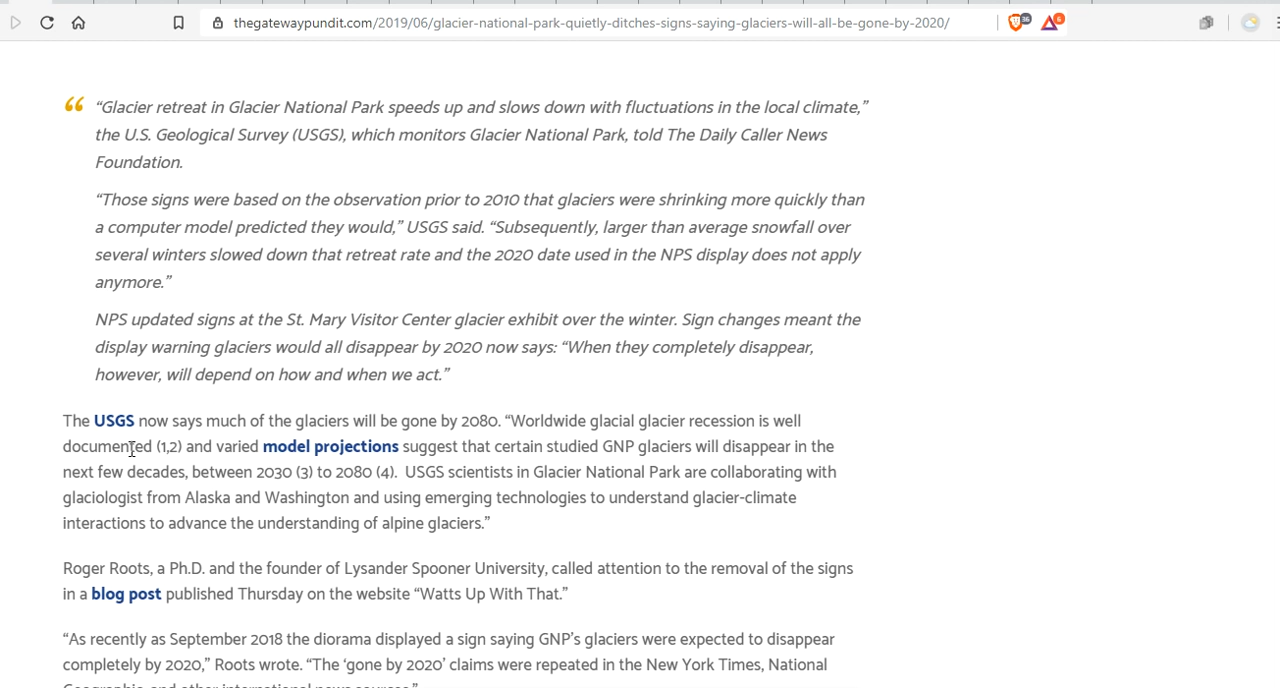 thegatewaypundit.com/2019/06/glacier-national-park-quietly-ditches-signs-saying-glaciers-will-all-be-gone-by-2020/
36
6
“Glacier retreat in Glacier National Park speeds up and slows down with fluctuations in the local climate,”
the U.S. Geological Survey (USGS), which monitors Glacier National Park, told The Daily Caller News
Foundation.
“Those signs were based on the observation prior to 2010 that glaciers were shrinking more quickly than
a computer model predicted they would,” USGS said. “Subsequently, larger than average snowfall over
several winters slowed down that retreat rate and the 2020 date used in the NPS display does not apply
anymore.”
NPS updated signs at the St. Mary Visitor Center glacier exhibit over the winter. Sign changes meant the
display warning glaciers would all disappear by 2020 now says: “When they completely disappear,
however, will depend on how and when we act.”
The USGS now says much of the glaciers will be gone by 2080. “Worldwide glacial glacier recession is well
documented (1,2) and varied model projections suggest that certain studied GNP glaciers will disappear in the
next few decades, between 2030 (3) to 2080 (4).  USGS scientists in Glacier National Park are collaborating with
glaciologist from Alaska and Washington and using emerging technologies to understand glacier-climate
interactions to advance the understanding of alpine glaciers.”
Roger Roots, a Ph.D. and the founder of Lysander Spooner University, called attention to the removal of the signs
in a blog post published Thursday on the website “Watts Up With That.”
“As recently as September 2018 the diorama displayed a sign saying GNP’s glaciers were expected to disappear
completely by 2020,” Roots wrote. “The ‘gone by 2020’ claims were repeated in the New York Times, National
Geographic and other international news sources.”